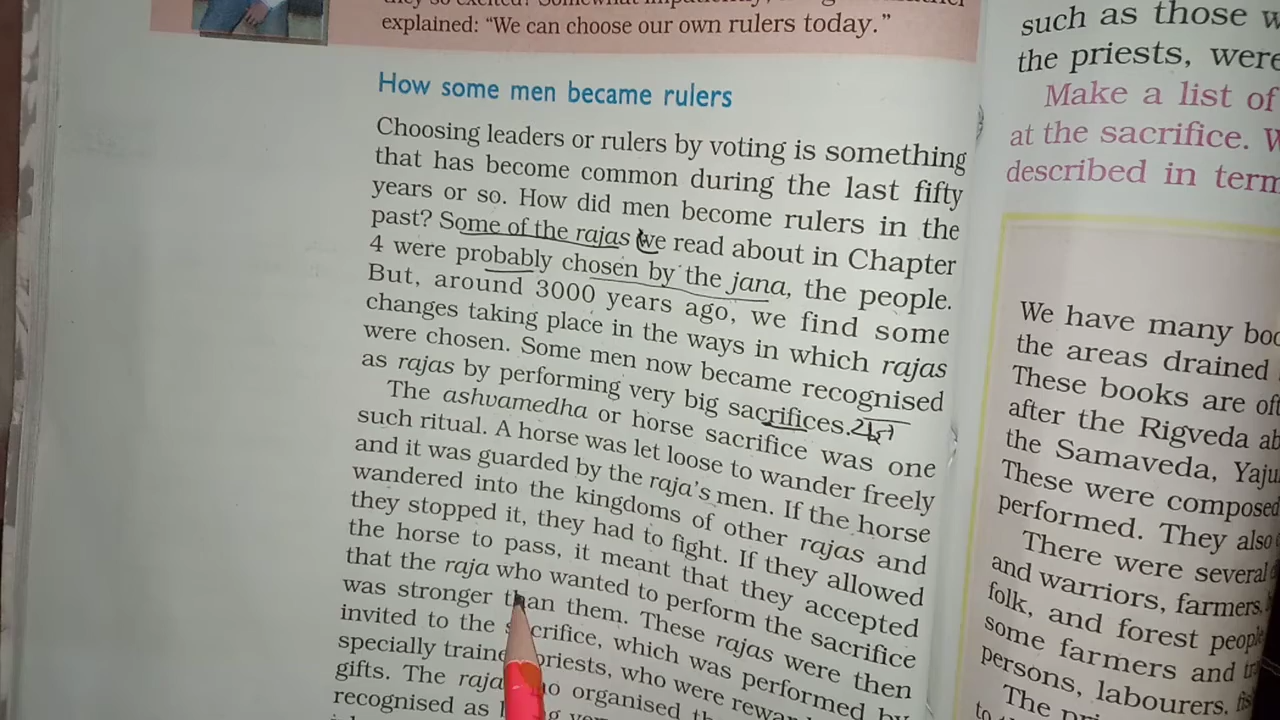 explained: “We can choose our own rulers today.”
How some men became rulers
Choosing leaders or rulers by voting is something
that has become common during the last fifty
years or so. How did men become rulers in the
past? Some of the rajas we read about in Chapter
4 were probably chosen by the jana, the people.
But, around 3000 years ago, we find some
changes taking place in the ways in which rajas
were chosen. Some men now became recognised
as rajas by performing very big sacrifices.
The ashvamedha or horse sacrifice was one
such ritual. A horse was let loose to wander freely
and it was guarded by the raja’s men. If the horse
wandered into the kingdoms of other rajas and
they stopped it, they had to fight. If they allowed
the horse to pass, it meant that they accepted
that the raja who wanted to perform the sacrifice
was stronger than them. These rajas were then
invited to the sacrifice, which was performed by
specially priests, who were
gifts. The raja organised
recognised as
such as those
the priests, were
Make a list of
at the sacrifice.
described in
We have many
the areas drained
These books are
after the Rigveda
the Samaveda,
These were
performed. They also
There were several
and warriors, farmers,
folk, and forest
some farmers and
persons, labourers,
The
to